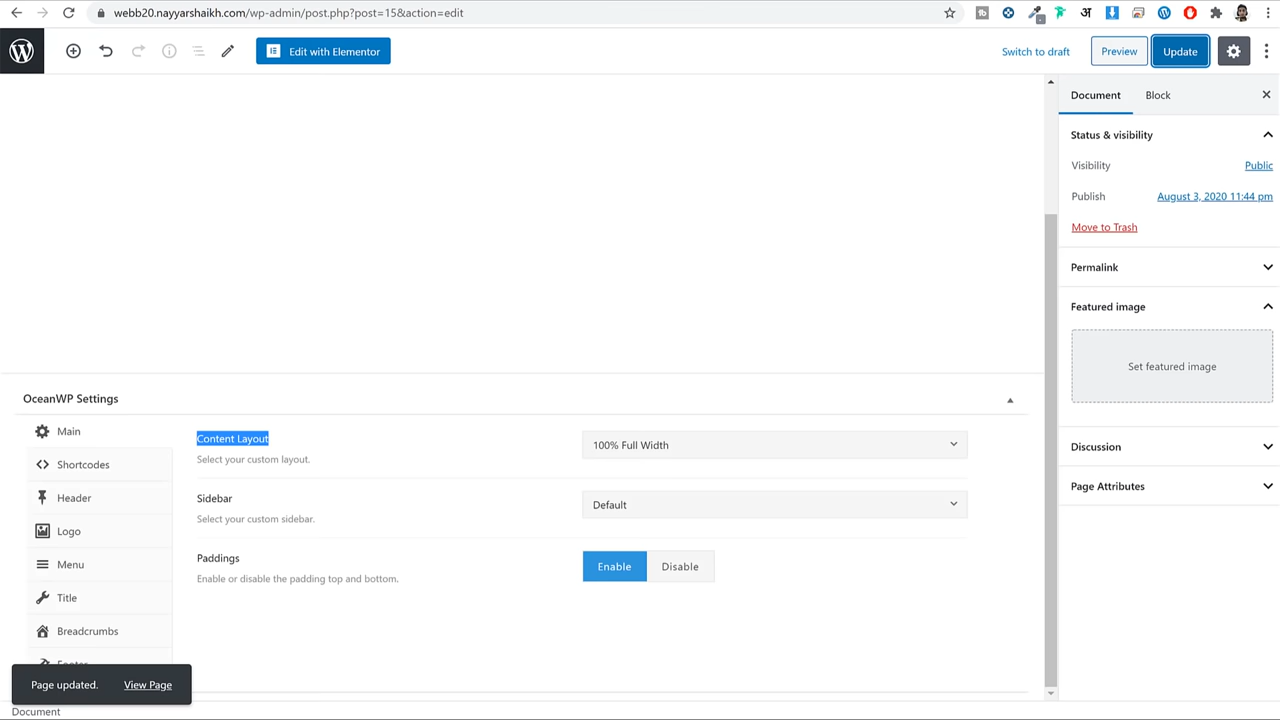 webb20.nayyarshaikh.com/wp-admin/post.php?post=15&action=edit
Edit with Elementor
Switch to draft
Preview
Update
Document
Block
Status & visibility
Visibility
Public
Publish
August 3, 2020 11:44 pm
Move to Trash
Permalink
Featured image
Set featured image
Discussion
Page Attributes
OceanWP Settings
Main
Shortcodes
Header
Logo
Menu
Title
Breadcrumbs
Content Layout
Select your custom layout.
100% Full Width
Sidebar
Select your custom sidebar.
Default
Paddings
Enable or disable the padding top and bottom.
Enable
Disable
Page updated.
View Page
Document